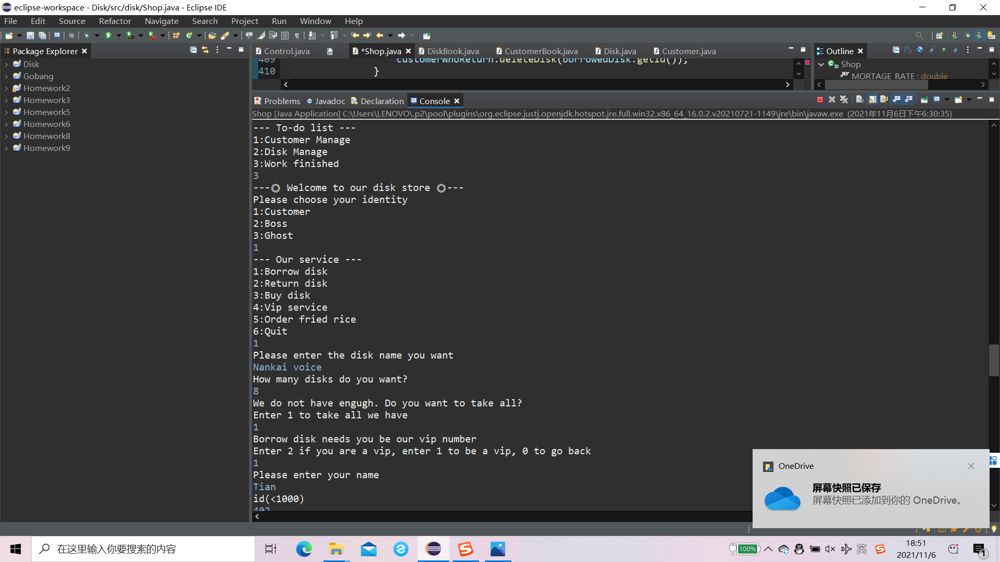 eclipse-workspace - Disk/src/disk/Shop.java - Eclipse IDE
File Edit Source Refactor Navigate Search Project Run Window Help
Package Explorer
Control.java
*Shop.java
DiskBook.java
CustomerBook.java
Disk.java
Customer.java
Outline
Disk
Gobang
Homework2
Homework3
Homework5
Homework6
Homework8
Homework9
409 customerWhoReturn.deleteDisk(borrowedDisk.getId());
410 }
Shop
MORTAGE_RATE : double
Problems Javadoc Declaration Console
Shop [Java Application] C:\Users\LENOVO\.p2\pool\plugins\org.eclipse.justj.openjdk.hotspot.jre.full.win32.x86_64_16.0.2.v20210721-1149\jre\bin\javaw.exe (2021年11月6日下午6:30:35)
--- To-do list ---
1:Customer Manage
2:Disk Manage
3:Work finished
3
---۞ Welcome to our disk store ۞---
Please choose your identity
1:Customer
2:Boss
3:Ghost
1
--- Our service ---
1:Borrow disk
2:Return disk
3:Buy disk
4:Vip service
5:Order fried rice
6:Quit
1
Please enter the disk name you want
Nankai voice
How many disks do you want?
8
We do not have engugh. Do you want to take all?
Enter 1 to take all we have
1
Borrow disk needs you be our vip number
Enter 2 if you are a vip, enter 1 to be a vip, 0 to go back
1
Please enter your name
Tian
id(<1000)
402
OneDrive
屏幕快照已保存
屏幕快照已添加到你的 OneDrive。
在这里输入你要搜索的内容
100%
英
18:51
2021/11/6
1